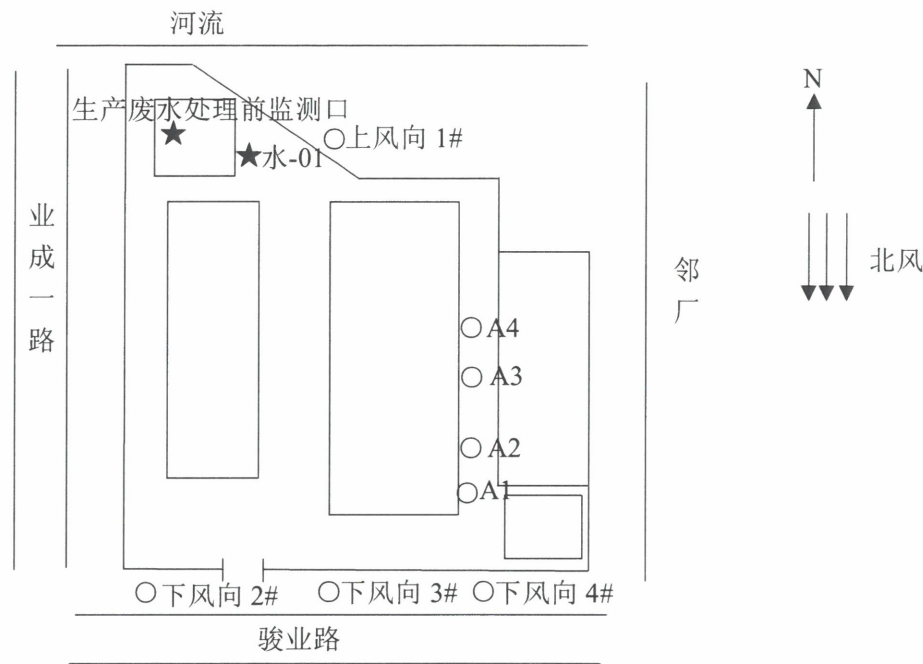 河流
N
生产废水处理前监测口
上风向 1#
水-01
业成一路
邻厂
北风
A4
A3
A2
A1
下风向 2#
下风向 3#
下风向 4#
骏业路